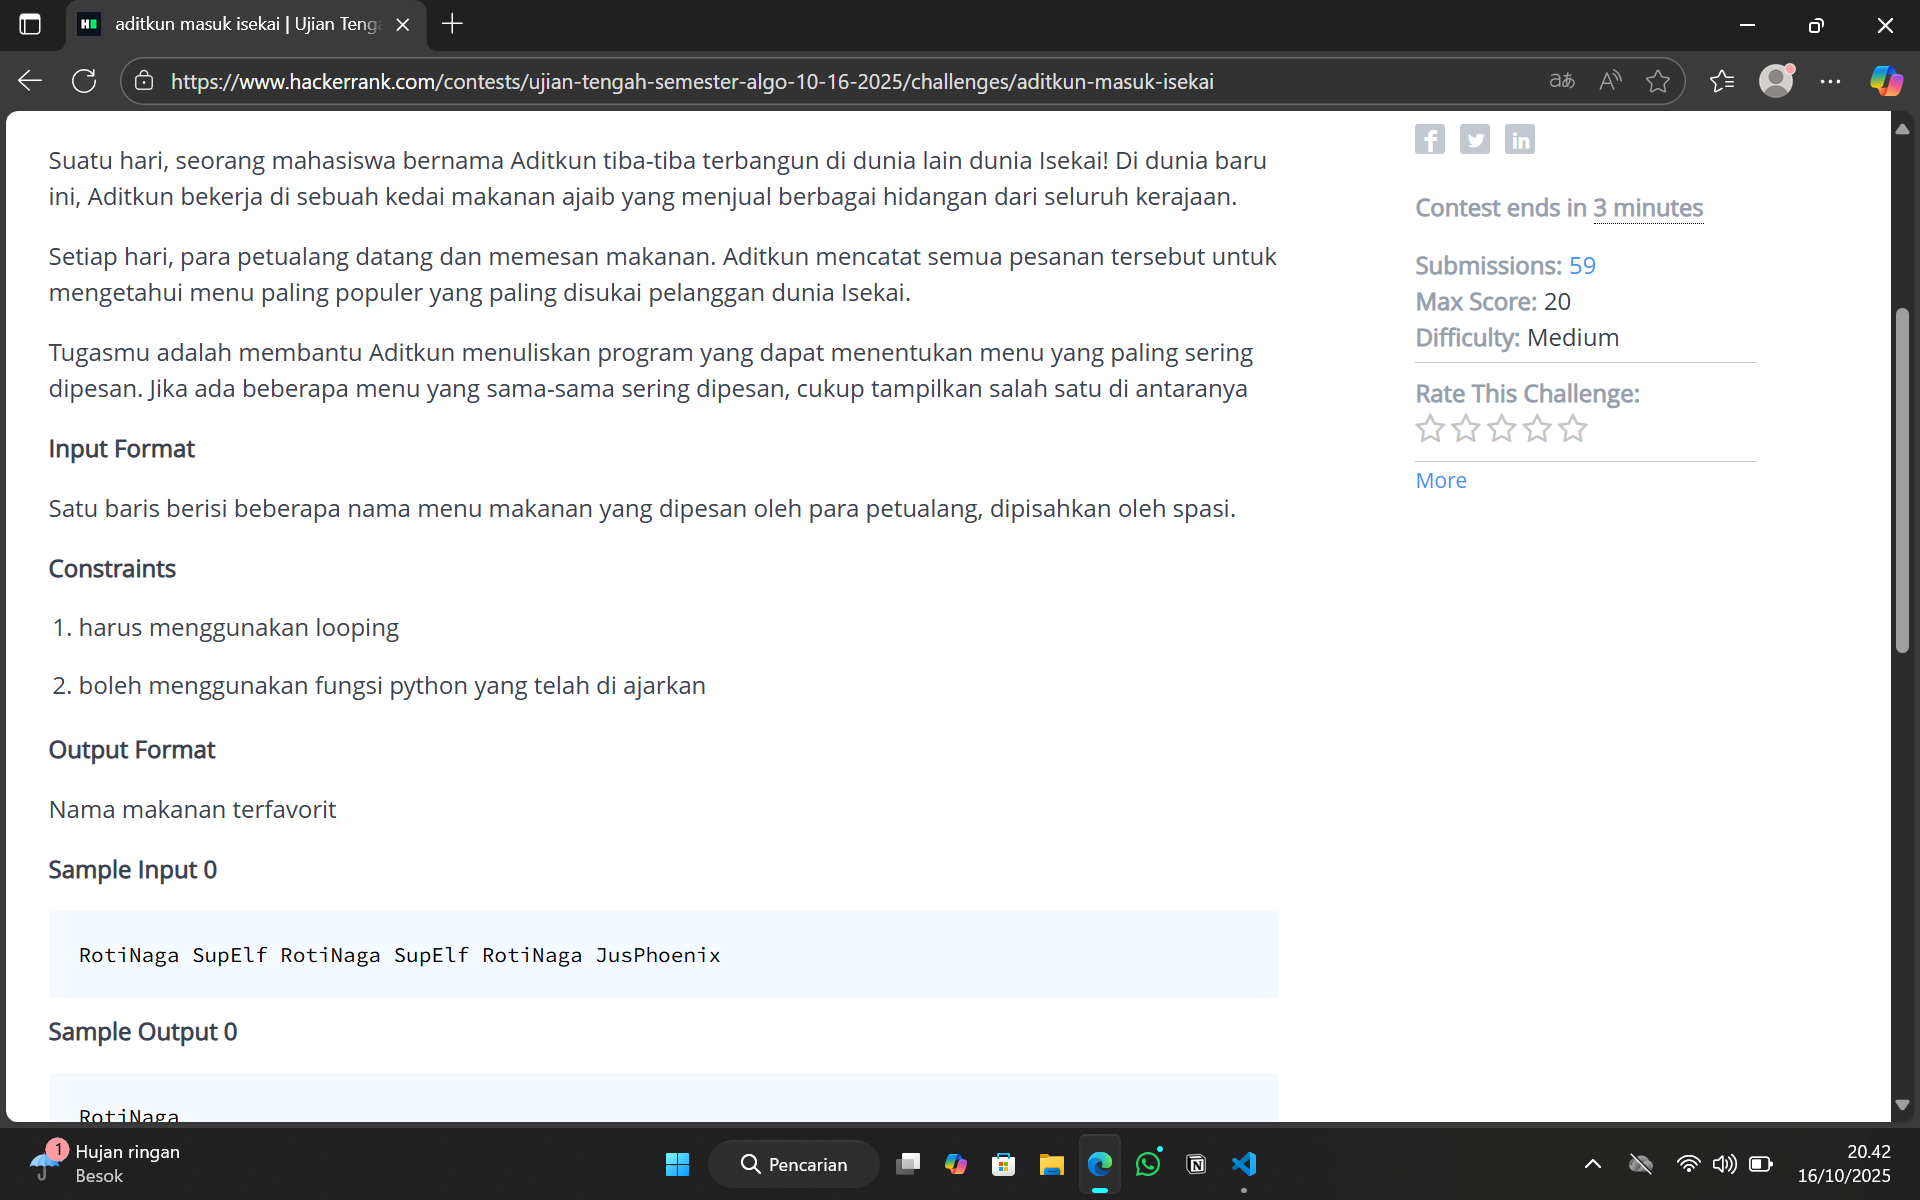 aditkun masuk isekai | Ujian Teng
https://www.hackerrank.com/contests/ujian-tengah-semester-algo-10-16-2025/challenges/aditkun-masuk-isekai
Suatu hari, seorang mahasiswa bernama Aditkun tiba-tiba terbangun di dunia lain dunia Isekai! Di dunia baru
ini, Aditkun bekerja di sebuah kedai makanan ajaib yang menjual berbagai hidangan dari seluruh kerajaan.
Setiap hari, para petualang datang dan memesan makanan. Aditkun mencatat semua pesanan tersebut untuk
mengetahui menu paling populer yang paling disukai pelanggan dunia Isekai.
Tugasmu adalah membantu Aditkun menuliskan program yang dapat menentukan menu yang paling sering
dipesan. Jika ada beberapa menu yang sama-sama sering dipesan, cukup tampilkan salah satu di antaranya
Input Format
Satu baris berisi beberapa nama menu makanan yang dipesan oleh para petualang, dipisahkan oleh spasi.
Constraints
1. harus menggunakan looping
2. boleh menggunakan fungsi python yang telah di ajarkan
Output Format
Nama makanan terfavorit
Sample Input 0
RotiNaga SupElf RotiNaga SupElf RotiNaga JusPhoenix
Sample Output 0
RotiNaga
Contest ends in 3 minutes
Submissions: 59
Max Score: 20
Difficulty: Medium
Rate This Challenge:
More
1
Hujan ringan
Besok
Pencarian
20.42
16/10/2025